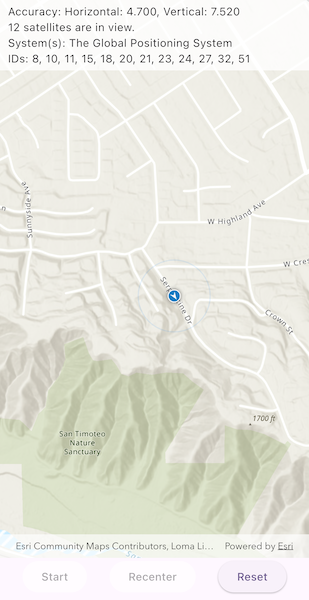 Accuracy: Horizontal: 4.700, Vertical: 7.520
12 satellites are in view.
System(s): The Global Positioning System
IDs: 8, 10, 11, 15, 18, 20, 21, 23, 24, 27, 32, 51
Sunnyside Ave
n
W Highland Ave
W Cres
Dr
Crown St
1700 ft
San Timoteo
Nature
Sanctuary
Esri Community Maps Contributors, Loma Li... Powered by Esri
Start Recenter Reset